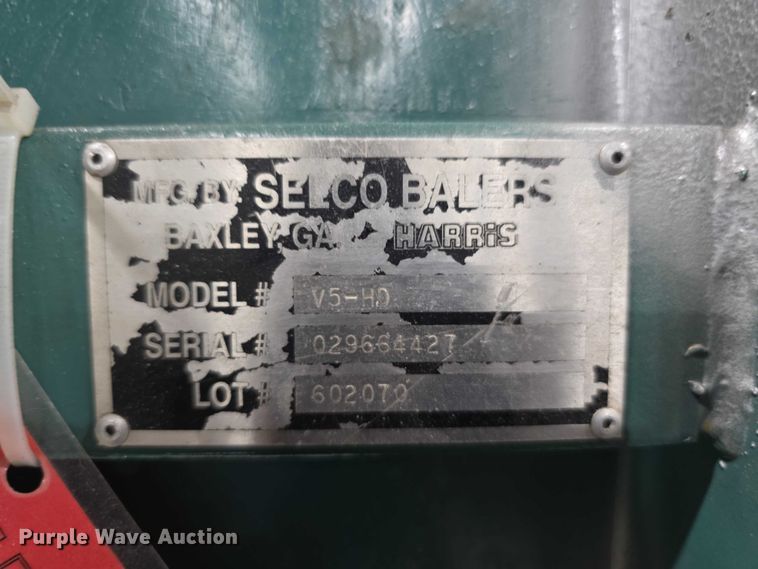 MFG. BY SELCO BALERS
BAXLEY, GA. HARRIS
MODEL # V5-HD
SERIAL # 029664427
LOT # 602070
Purple Wave Auction